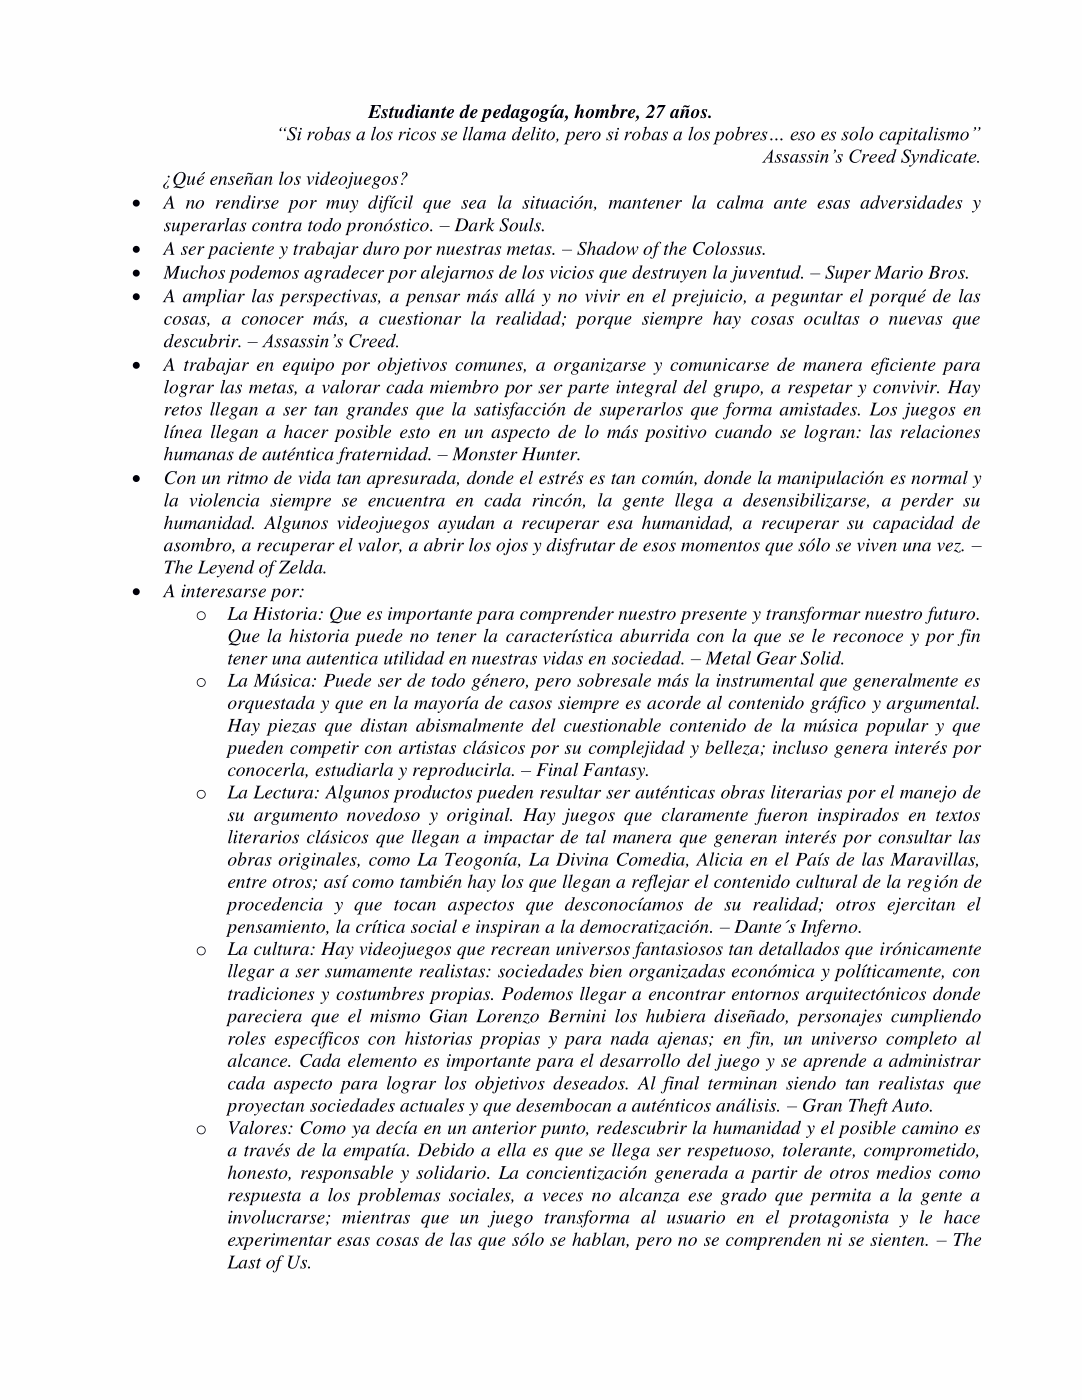 Estudiante de pedagogía, hombre, 27 años.
“Si robas a los ricos se llama delito, pero si robas a los pobres… eso es solo capitalismo”
Assassin’s Creed Syndicate.
¿Qué enseñan los videojuegos?
• A no rendirse por muy difícil que sea la situación, mantener la calma ante esas adversidades y
superarlas contra todo pronóstico. – Dark Souls.
• A ser paciente y trabajar duro por nuestras metas. – Shadow of the Colossus.
• Muchos podemos agradecer por alejarnos de los vicios que destruyen la juventud. – Super Mario Bros.
• A ampliar las perspectivas, a pensar más allá y no vivir en el prejuicio, a peguntar el porqué de las
cosas, a conocer más, a cuestionar la realidad; porque siempre hay cosas ocultas o nuevas que
descubrir. – Assassin’s Creed.
• A trabajar en equipo por objetivos comunes, a organizarse y comunicarse de manera eficiente para
lograr las metas, a valorar cada miembro por ser parte integral del grupo, a respetar y convivir. Hay
retos llegan a ser tan grandes que la satisfacción de superarlos que forma amistades. Los juegos en
línea llegan a hacer posible esto en un aspecto de lo más positivo cuando se logran: las relaciones
humanas de auténtica fraternidad. – Monster Hunter.
• Con un ritmo de vida tan apresurada, donde el estrés es tan común, donde la manipulación es normal y
la violencia siempre se encuentra en cada rincón, la gente llega a desensibilizarse, a perder su
humanidad. Algunos videojuegos ayudan a recuperar esa humanidad, a recuperar su capacidad de
asombro, a recuperar el valor, a abrir los ojos y disfrutar de esos momentos que sólo se viven una vez. –
The Leyend of Zelda.
• A interesarse por:
o La Historia: Que es importante para comprender nuestro presente y transformar nuestro futuro.
Que la historia puede no tener la característica aburrida con la que se le reconoce y por fin
tener una autentica utilidad en nuestras vidas en sociedad. – Metal Gear Solid.
o La Música: Puede ser de todo género, pero sobresale más la instrumental que generalmente es
orquestada y que en la mayoría de casos siempre es acorde al contenido gráfico y argumental.
Hay piezas que distan abismalmente del cuestionable contenido de la música popular y que
pueden competir con artistas clásicos por su complejidad y belleza; incluso genera interés por
conocerla, estudiarla y reproducirla. – Final Fantasy.
o La Lectura: Algunos productos pueden resultar ser auténticas obras literarias por el manejo de
su argumento novedoso y original. Hay juegos que claramente fueron inspirados en textos
literarios clásicos que llegan a impactar de tal manera que generan interés por consultar las
obras originales, como La Teogonía, La Divina Comedia, Alicia en el País de las Maravillas,
entre otros; así como también hay los que llegan a reflejar el contenido cultural de la región de
procedencia y que tocan aspectos que desconocíamos de su realidad; otros ejercitan el
pensamiento, la crítica social e inspiran a la democratización. – Dante´s Inferno.
o La cultura: Hay videojuegos que recrean universos fantasiosos tan detallados que irónicamente
llegar a ser sumamente realistas: sociedades bien organizadas económica y políticamente, con
tradiciones y costumbres propias. Podemos llegar a encontrar entornos arquitectónicos donde
pareciera que el mismo Gian Lorenzo Bernini los hubiera diseñado, personajes cumpliendo
roles específicos con historias propias y para nada ajenas; en fin, un universo completo al
alcance. Cada elemento es importante para el desarrollo del juego y se aprende a administrar
cada aspecto para lograr los objetivos deseados. Al final terminan siendo tan realistas que
proyectan sociedades actuales y que desembocan a auténticos análisis. – Gran Theft Auto.
o Valores: Como ya decía en un anterior punto, redescubrir la humanidad y el posible camino es
a través de la empatía. Debido a ella es que se llega ser respetuoso, tolerante, comprometido,
honesto, responsable y solidario. La concientización generada a partir de otros medios como
respuesta a los problemas sociales, a veces no alcanza ese grado que permita a la gente a
involucrarse; mientras que un juego transforma al usuario en el protagonista y le hace
experimentar esas cosas de las que sólo se hablan, pero no se comprenden ni se sienten. – The
Last of Us.